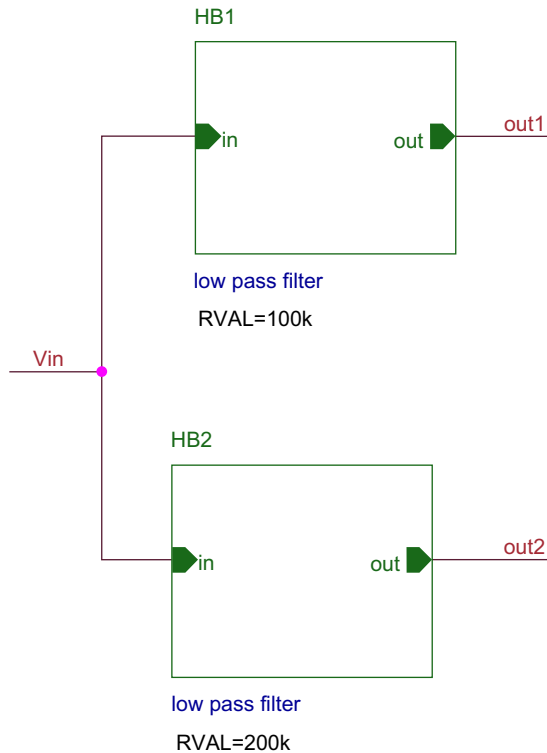 HB1
in
out
out1
low pass filter
RVAL=100k
Vin
HB2
in
out
out2
low pass filter
RVAL=200k